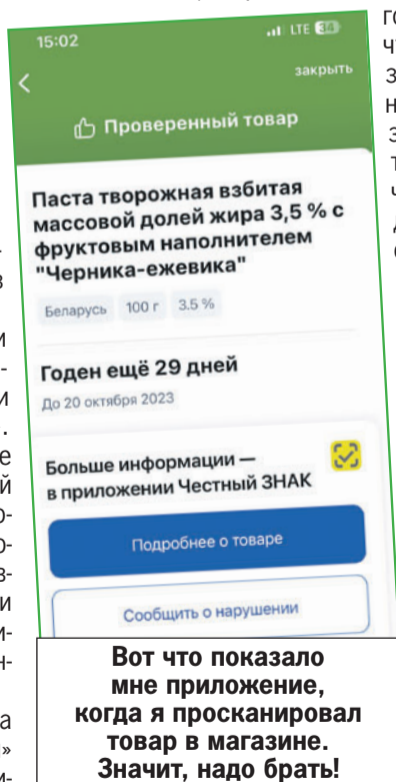 15:02
LTE 34
закрыть
Проверенный товар
Паста творожная взбитая
массовой долей жира 3,5 % с
фруктовым наполнителем
"Черника-ежевика"
Беларусь 100 г 3.5 %
Годен ещё 29 дней
До 20 октября 2023
Больше информации —
в приложении Честный ЗНАК
Подробнее о товаре
Сообщить о нарушении
Вот что показало
мне приложение,
когда я просканировал
товар в магазине.
Значит, надо брать!